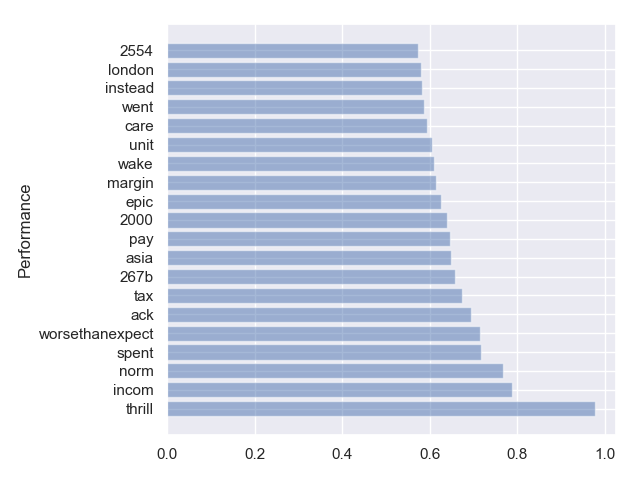 2554
london
instead
went
care
unit
wake
margin
epic
2000
pay
asia
267b
tax
ack
worsethanexpect
spent
norm
incom
thrill
Performance
0.0 0.2 0.4 0.6 0.8 1.0